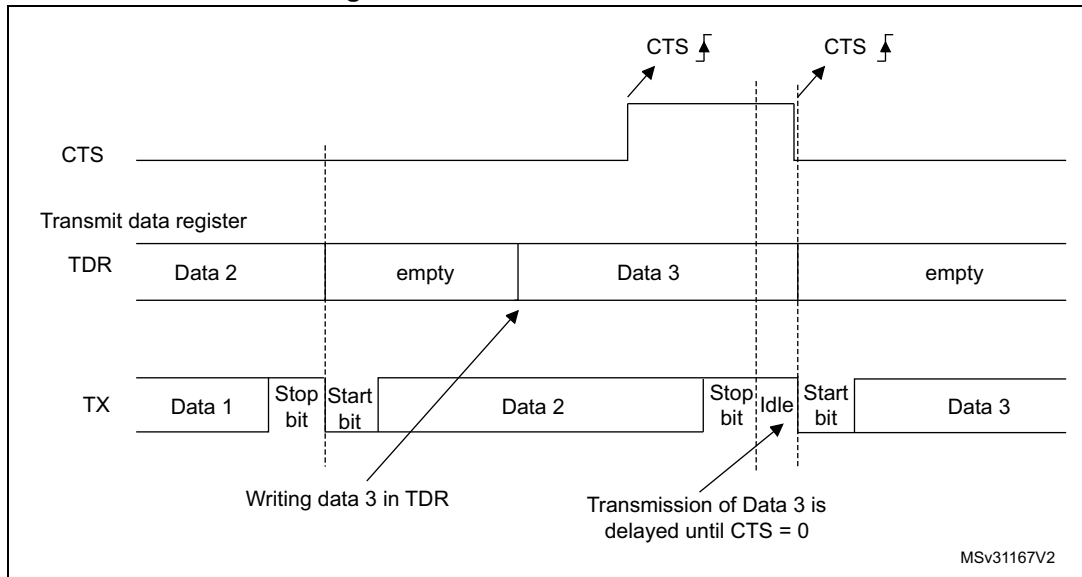 CTS
CTS
CTS
Transmit data register
TDR
Data 2
empty
Data 3
empty
TX
Data 1
Stop
bit
Start
bit
Data 2
Stop
bit
Idle
Start
bit
Data 3
Writing data 3 in TDR
Transmission of Data 3 is
delayed until CTS = 0
MSv31167V2